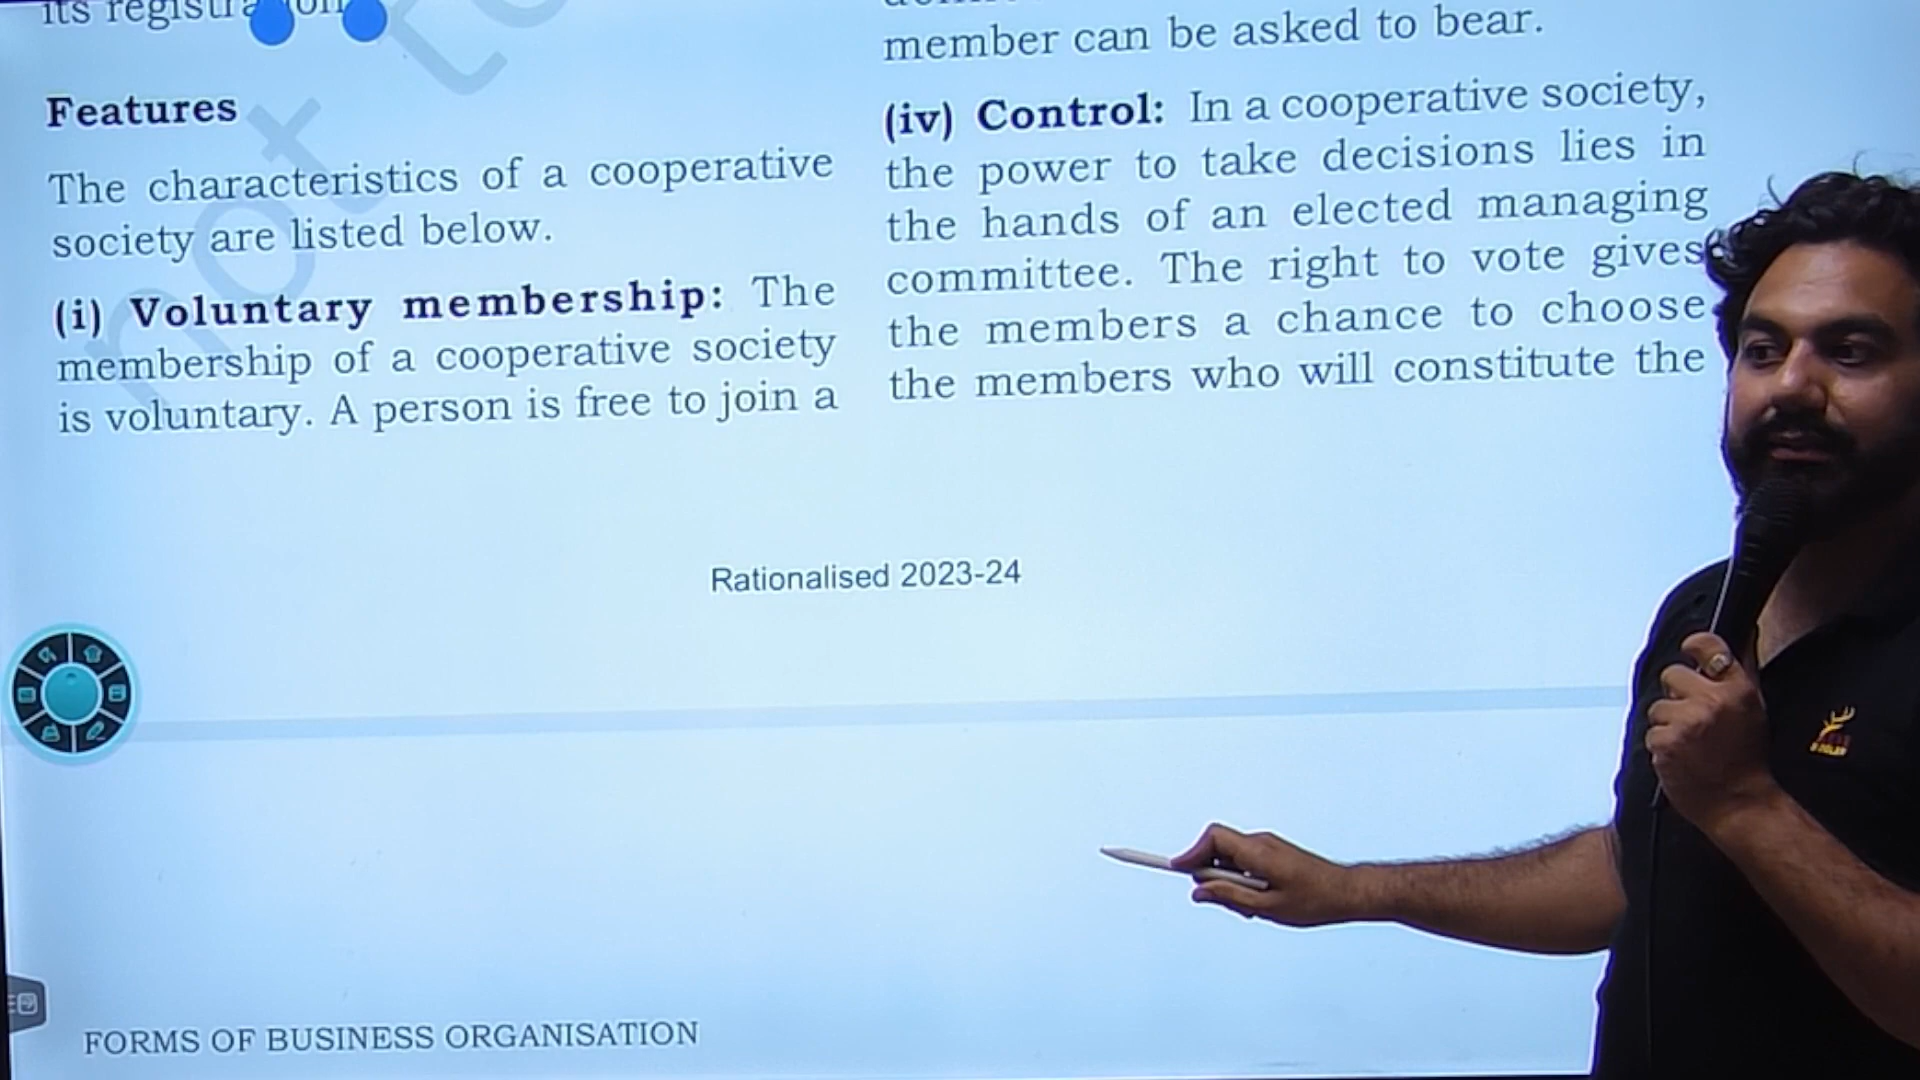 its
Features
The characteristics of a cooperative
society are listed below.
(i) Voluntary membership: The
membership of a cooperative society
is voluntary. A person is free to join a
member can be asked to bear.
(iv) Control: In a cooperative society,
the power to take decisions lies in
the hands of an elected managing
committee. The right to vote gives
the members a chance to choose
the members who will constitute the
not to
Rationalised 2023-24
FORMS OF BUSINESS ORGANISATION